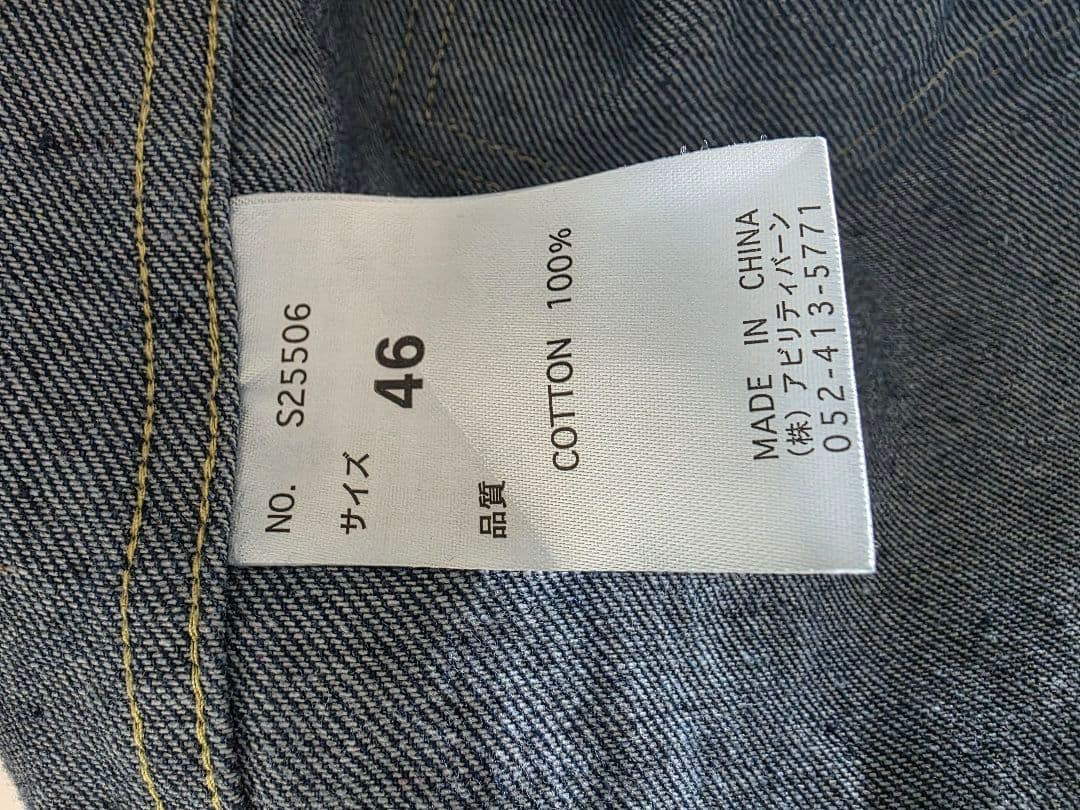 NO. S25506
サイズ
46
品質
COTTON 100%
MADE IN CHINA
(株)アビリティバーン
052-413-5771